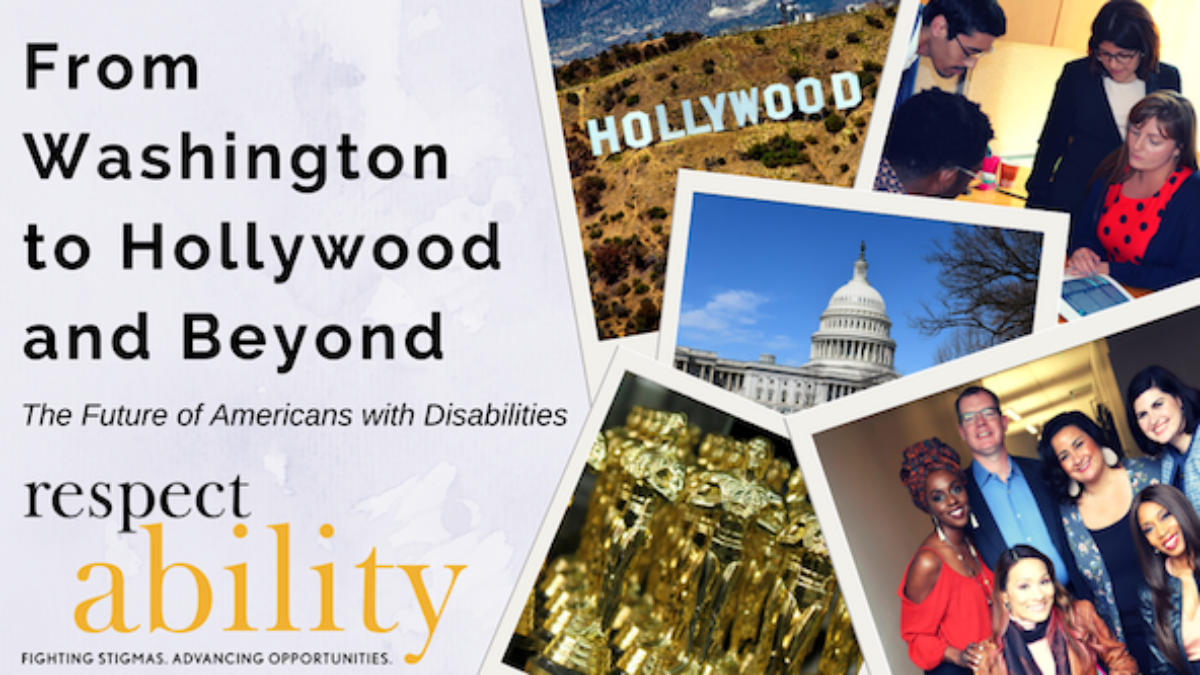 From
Washington
to Hollywood
and Beyond
The Future of Americans with Disabilities
respect
ability
FIGHTING STIGMAS. ADVANCING OPPORTUNITIES.
HOLLYWOOD